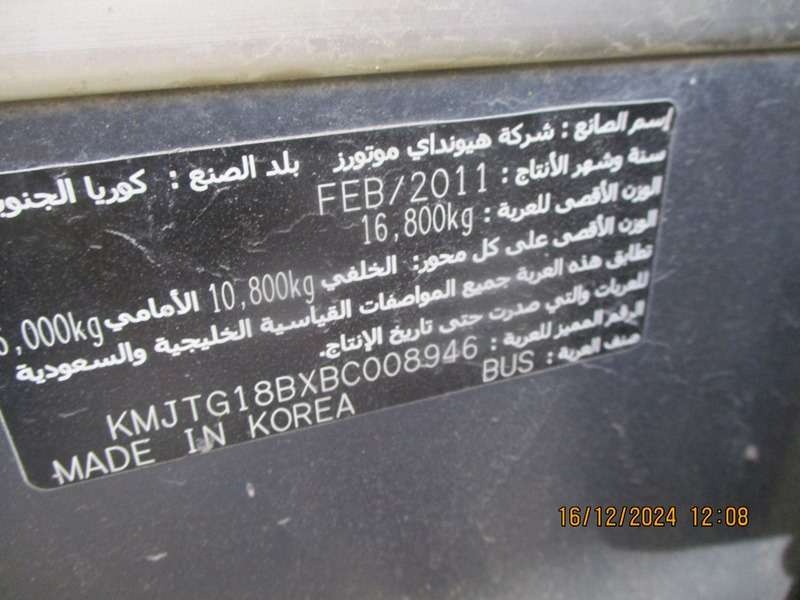 إسم الصانع : شركة هيونداي موتورز بلد الصنع : كوريا
سنة وشهر الأنتاج : FEB/2011
الوزن الأقصى للعربة : 16,800kg
الوزن الأقصى على كل محور: الخلفي 10,800kg الأمامي ,000kg
تطابق هذه العربة جميع المواصفات القياسية الخليجية والسعودية
للعربات والتي صدرت حتى تاريخ الإنتاج.
الرقم المميز للعربة : KMJTG18BXBC008946
صنف العربة : BUS
MADE IN KOREA
16/12/2024 12:08